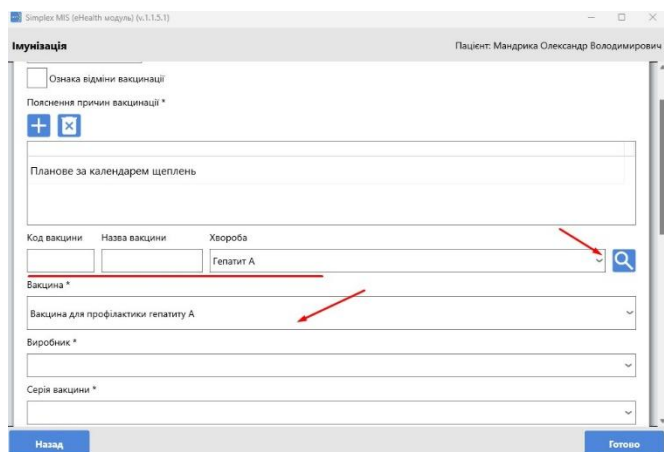 Simplex MIS (eHealth модуль) (v.1.1.5.1)
Імунізація
Пацієнт: Мандрика Олександр Володимирович
Ознака відміни вакцинації
Пояснення причин вакцинації *
Планове за календарем щеплень
Код вакцини Назва вакцини Хвороба
Гепатит А
Вакцина *
Вакцина для профілактики гепатиту А
Виробник *
Серія вакцини *
Назад Готово